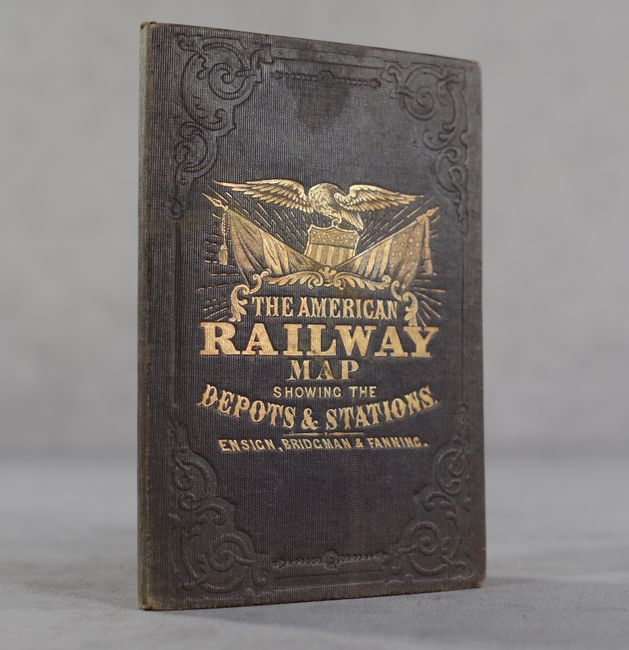 THE AMERICAN
RAILWAY
MAP
SHOWING THE
DEPOTS & STATIONS.
ENSIGN, BRIDGMAN & FANNING.